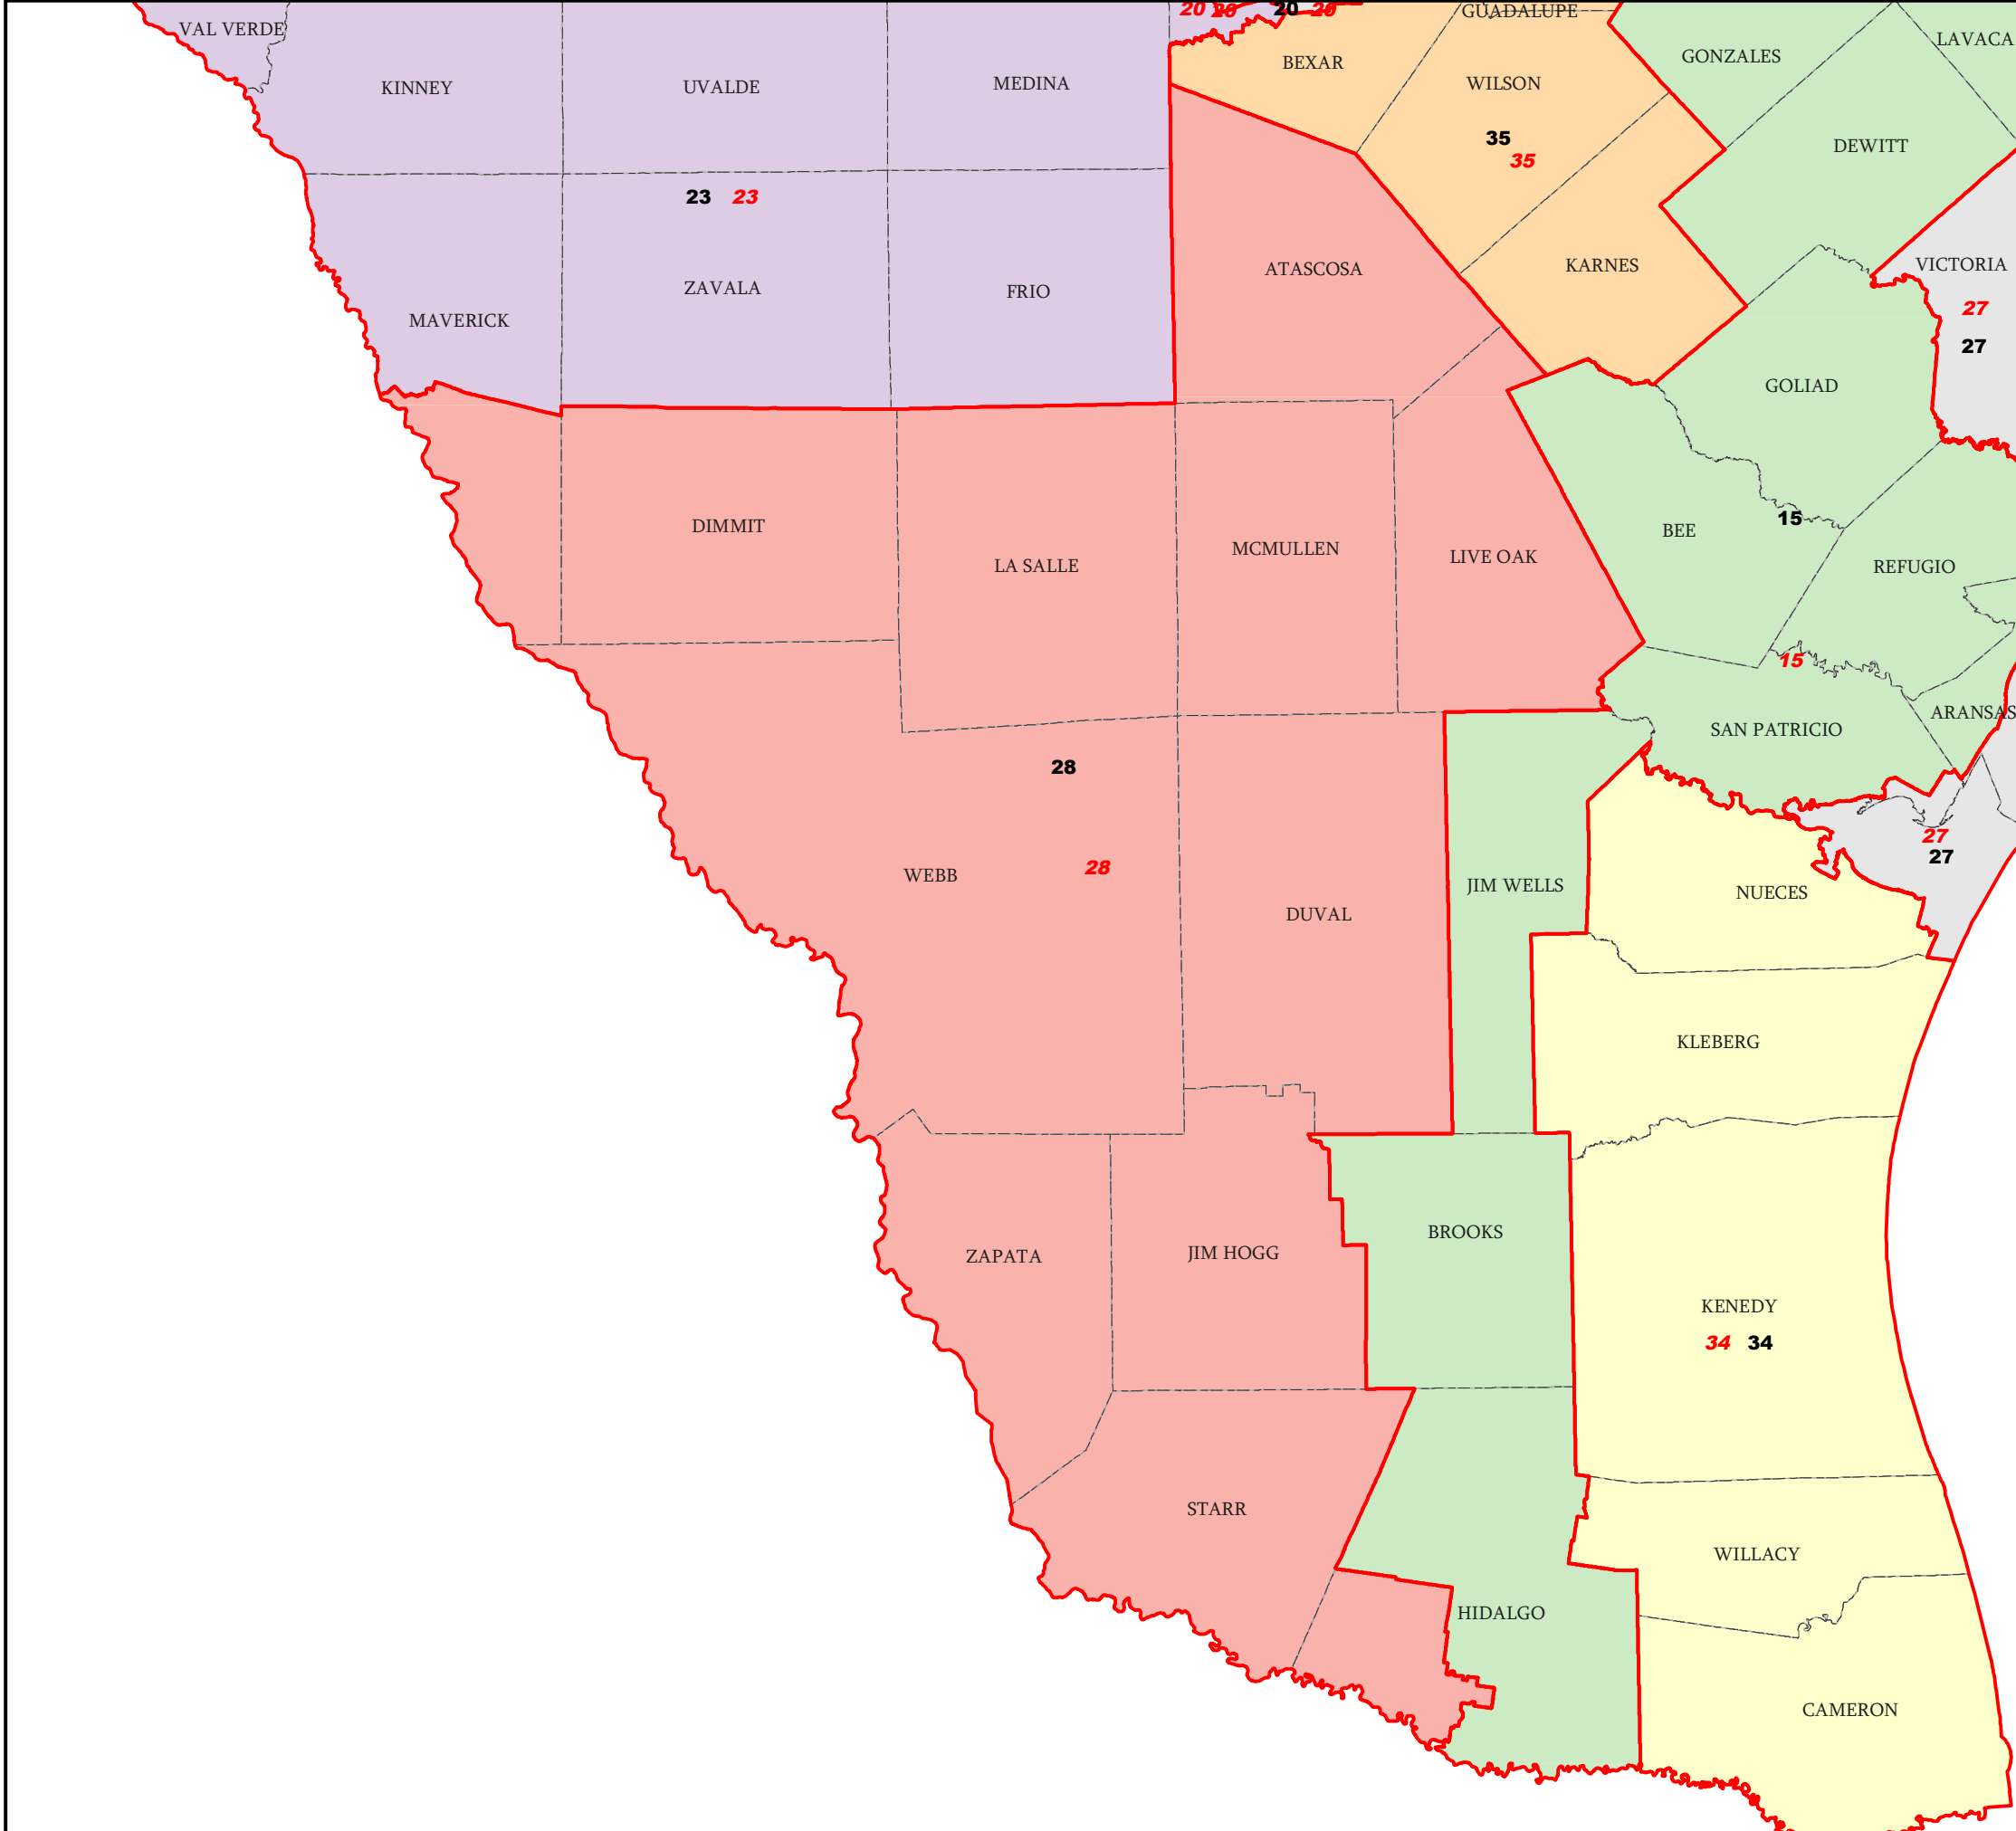 20 20 20 20
GUADALUPE
VAL VERDE
LAVACA
GONZALES
BEXAR
KINNEY
UVALDE
MEDINA
WILSON
35
35
DEWITT
23 23
ATASCOSA
KARNES
VICTORIA
ZAVALA
FRIO
27
MAVERICK
27
GOLIAD
15
DIMMIT
BEE
MCMULLEN
LIVE OAK
LA SALLE
REFUGIO
15
ARANSAS
SAN PATRICIO
28
27
27
28
WEBB
JIM WELLS
NUECES
DUVAL
KLEBERG
BROOKS
ZAPATA
JIM HOGG
KENEDY
34 34
STARR
WILLACY
HIDALGO
CAMERON